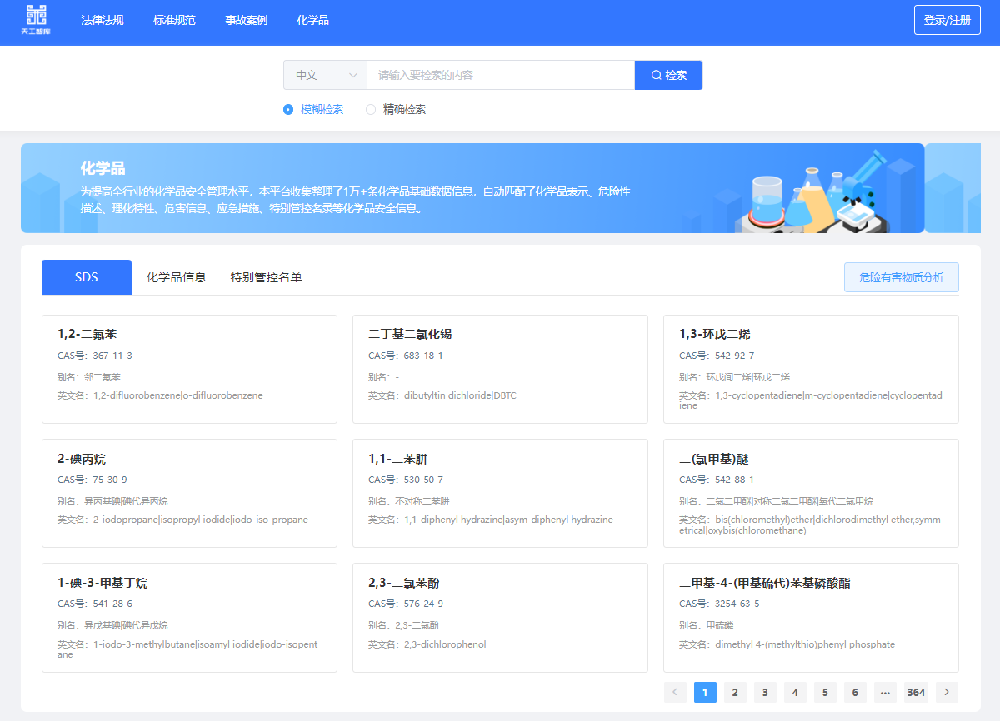 天工智库
法律法规
标准规范
事故案例
化学品
登录/注册
中文
请输入要检索的内容
检索
模糊检索
精确检索
化学品
为提高全行业的化学品安全管理水平，本平台收集整理了1万+条化学品基础数据信息，自动匹配了化学品表示、危险性
描述、理化特性、危害信息、应急措施、特别管控名录等化学品安全信息。
SDS
化学品信息
特别管控名单
危险有害物质分析
1,2-二氟苯
CAS号：367-11-3
别名：邻二氟苯
英文名：1,2-difluorobenzene|o-difluorobenzene
二丁基二氯化锡
CAS号：683-18-1
别名：-
英文名：dibutyltin dichloride|DBTC
1,3-环戊二烯
CAS号：542-92-7
别名：环戊间二烯|环戊二烯
英文名：1,3-cyclopentadiene|m-cyclopentadiene|cyclopentad
iene
2-碘丙烷
CAS号：75-30-9
别名：异丙基碘|碘代异丙烷
英文名：2-iodopropane|isopropyl iodide|iodo-iso-propane
1,1-二苯肼
CAS号：530-50-7
别名：不对称二苯肼
英文名：1,1-diphenyl hydrazine|asym-diphenyl hydrazine
二(氯甲基)醚
CAS号：542-88-1
别名：二氯二甲醚|对称二氯二甲醚|氧代二氯甲烷
英文名：bis(chloromethyl)ether|dichlorodimethyl ether,symm
etrical|oxybis(chloromethane)
1-碘-3-甲基丁烷
CAS号：541-28-6
别名：异戊基碘|碘代异戊烷
英文名：1-iodo-3-methylbutane|isoamyl iodide|iodo-isopent
ane
2,3-二氯苯酚
CAS号：576-24-9
别名：2,3-二氯酚
英文名：2,3-dichlorophenol
二甲基-4-(甲基硫代)苯基磷酸酯
CAS号：3254-63-5
别名：甲硫磷
英文名：dimethyl 4-(methylthio)phenyl phosphate
1 2 3 4 5 6 ··· 364